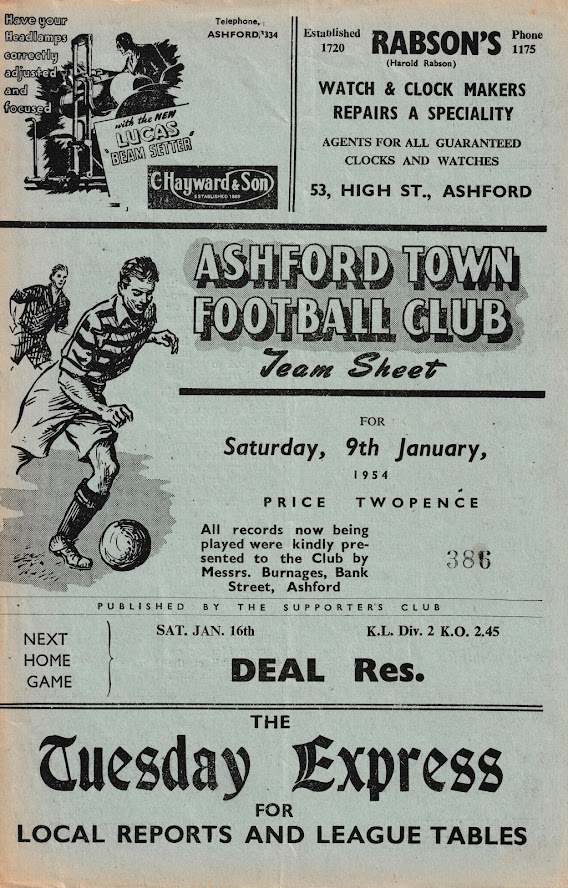 Have your
Headlamps
correctly
adjusted
and
focused
Telephone,
ASHFORD, 334
with the NEW
LUCAS
"BEAM SETTER"
C. Hayward & Son
ESTABLISHED 1869
Established
1720
RABSON'S
Phone
1175
(Harold Rabson)
WATCH & CLOCK MAKERS
REPAIRS A SPECIALITY
AGENTS FOR ALL GUARANTEED
CLOCKS AND WATCHES
53, HIGH ST., ASHFORD
ASHFORD TOWN
FOOTBALL CLUB
Team Sheet
FOR
Saturday, 9th January,
1954
PRICE TWOPENCE
All records now being
played were kindly pre-
sented to the Club by
Messrs. Burnages, Bank
Street, Ashford
386
PUBLISHED BY THE SUPPORTER'S CLUB
NEXT
HOME
GAME
SAT. JAN. 16th
K.L. Div. 2 K.O. 2.45
DEAL Res.
THE
Tuesday Express
FOR
LOCAL REPORTS AND LEAGUE TABLES